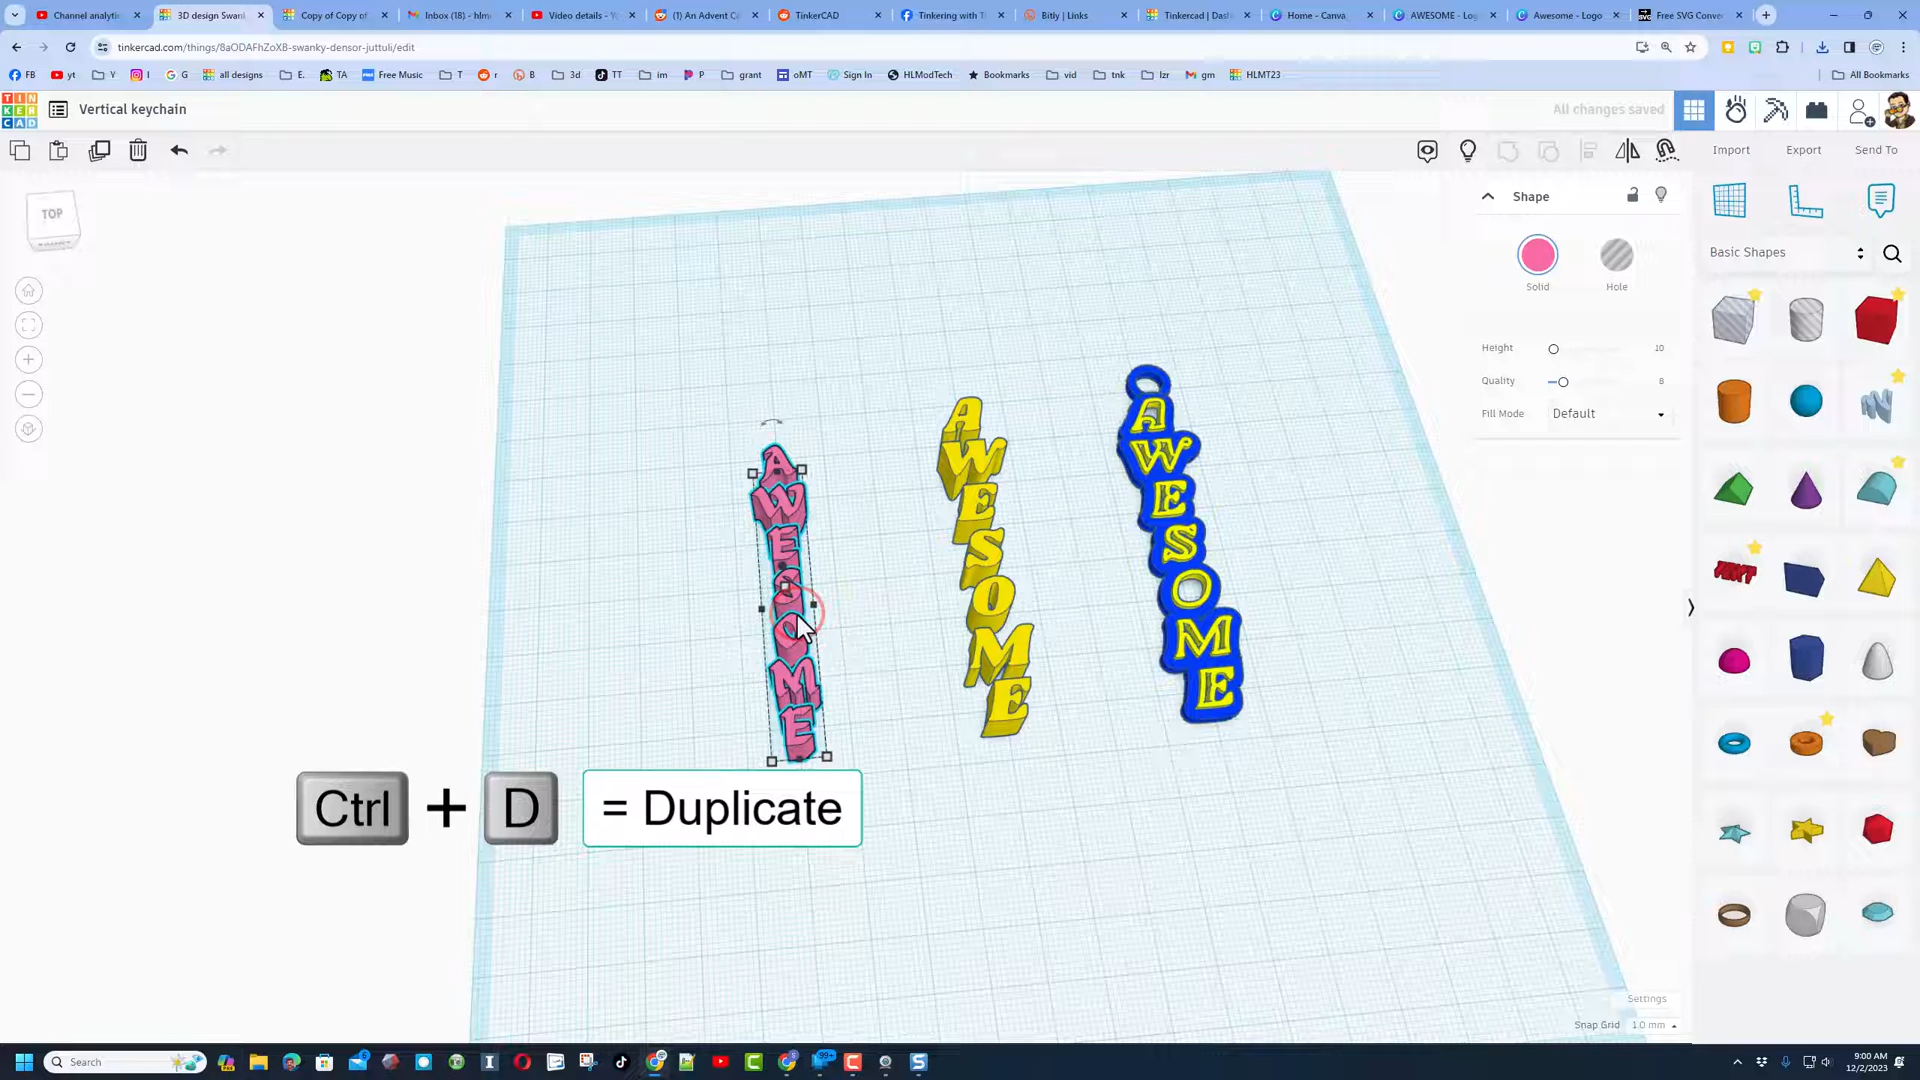 Channel analytic
3D design Swank
Copy of Copy of
Inbox (18) - hlmo
Video details - Yo
(1) An Advent Ca
TinkerCAD
Tinkering with Ti
Bitly | Links
Tinkercad | Dash
Home - Canva
AWESOME - Log
Awesome - Logo
Free SVG Conve
tinkercad.com/things/8aODAFhZoXB-swanky-densor-juttuli/edit
FB
yt
Y
I
G
all designs
E.
TA
Free Music
T
r
B
3d
TT
im
P
grant
oMT
Sign In
HLModTech
Bookmarks
vid
tnk
lzr
gm
HLMT23
All Bookmarks
TIN
KER
CAD
Vertical keychain
All changes saved
Import
Export
Send To
TOP
Shape
Solid
Hole
Height
10
Quality
8
Fill Mode
Default
Basic Shapes
AWESOME
AWESOME
AWESOME
Ctrl + D = Duplicate
Settings
Snap Grid 1.0 mm
Search
99+
9:00 AM
12/2/2023